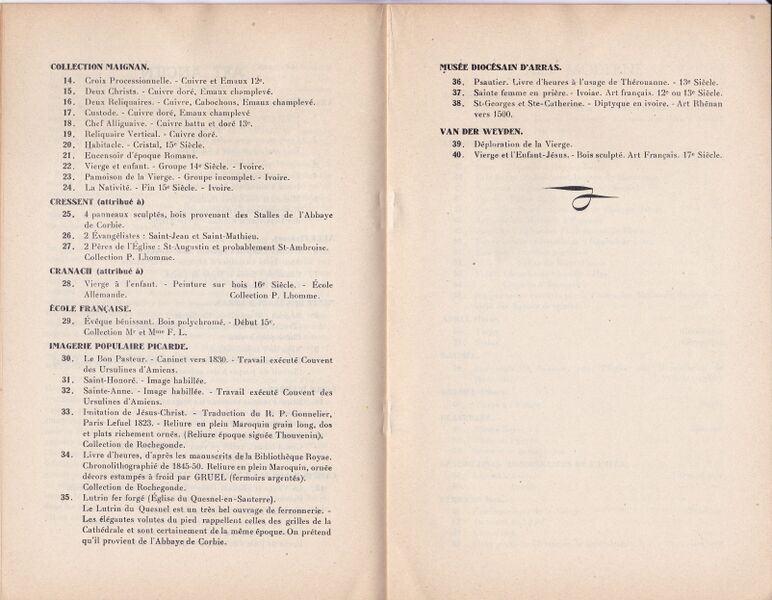 COLLECTION MAIGNAN.
14. Croix Processionnelle. - Cuivre et Emaux 12e.
15. Deux Christs. - Cuivre doré, Emaux champlevé.
16. Deux Reliquaires. - Cuivre, Cabochons, Emaux champlevé.
17. Custode. - Cuivre doré, Emaux champlevé
18. Chef Alliguaive. - Cuivre battu et doré 13e.
19. Reliquaire Vertical. - Cuivre doré.
20. Habitacle. - Cristal, 15e Siècle.
21. Encensoir d'époque Romane.
22. Vierge et enfant. - Groupe 14e Siècle. - Ivoire.
23. Pamoison de la Vierge. - Groupe incomplet. - Ivoire.
24. La Nativité. - Fin 15e Siècle. - Ivoire.
CRESSENT (attribué à)
25. 4 panneaux sculptés, bois provenant des Stalles de l'Abbaye
de Corbie.
26. 2 Évangélistes : Saint-Jean et Saint-Mathieu.
27. 2 Pères de l'Église : St-Augustin et probablement St-Ambroise.
Collection P. Lhomme.
CRANACH (attribué à)
28. Vierge à l'enfant. - Peinture sur bois 16e Siècle. - École
Allemande. Collection P. Lhomme.
ÉCOLE FRANÇAISE.
29. Évêque bénissant. Bois polychromé. - Début 15e.
Collection Mr et Mme F. L.
IMAGERIE POPULAIRE PICARDE.
30. Le Bon Pasteur. - Caninet vers 1830. - Travail exécuté Couvent
des Ursulines d'Amiens.
31. Saint-Honoré. - Image habillée.
32. Sainte-Anne. - Image habillée. - Travail exécuté Couvent des
Ursulines d'Amiens.
33. Imitation de Jésus-Christ. - Traduction du R. P. Gonnelier,
Paris Lefuel 1823. - Reliure en plein Maroquin grain long, dos
et plats richement ornés. (Reliure époque signée Thouvenin).
Collection de Rochegonde.
34. Livre d'heures, d'après les manuscrits de la Bibliothèque Royae.
Chronolithographié de 1845-50. Reliure en plein Maroquin, ornée
décors estampés à froid par GRUEL (fermoirs argentés).
Collection de Rochegonde.
35. Lutrin fer forgé (Église du Quesnel-en-Santerre).
Le Lutrin du Quesnel est un très bel ouvrage de ferronnerie. -
Les élégantes volutes du pied rappellent celles des grilles de la
Cathédrale et sont certainement de la même époque. On prétend
qu'il provient de l'Abbaye de Corbie.
MUSÉE DIOCÉSAIN D'ARRAS.
36. Psautier. Livre d'heures à l'usage de Thérouanne. - 13e Siècle.
37. Sainte femme en prière. - Ivoiae. Art français. 12e ou 13e Siècle.
38. St-Georges et Ste-Catherine. - Diptyque en ivoire. - Art Rhénan
vers 1500.
VAN DER WEYDEN.
39. Déploration de la Vierge.
40. Vierge et l'Enfant-Jésus. - Bois sculpté. Art Français. 17e Siècle.